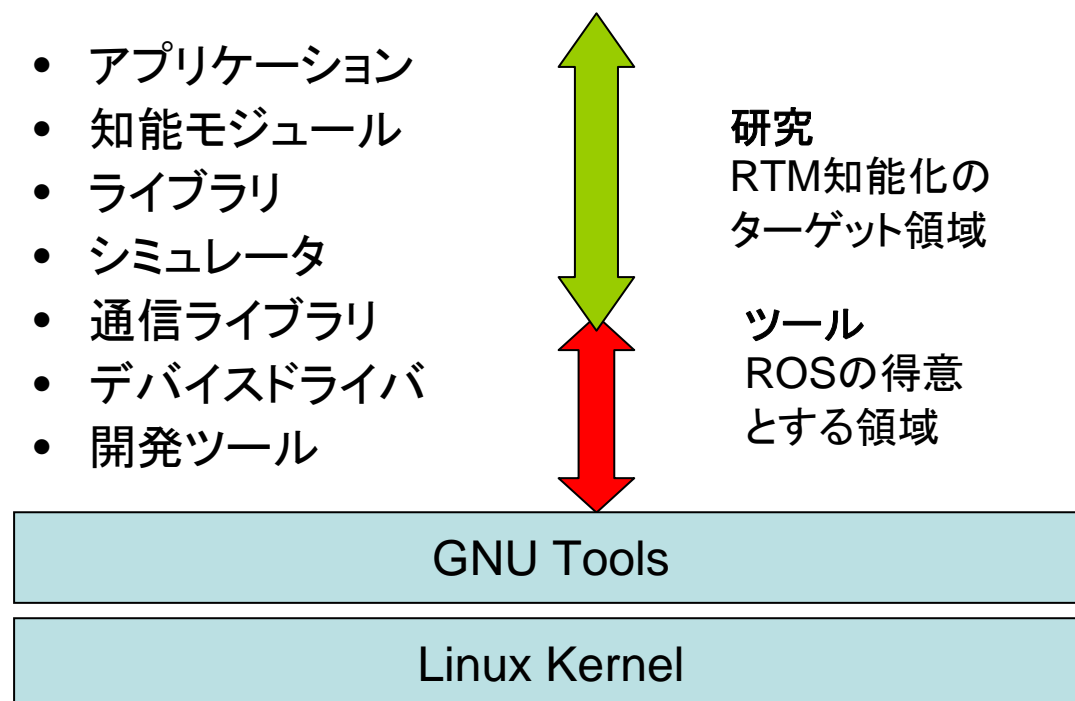 • アプリケーション
• 知能モジュール
• ライブラリ
• シミュレータ
• 通信ライブラリ
• デバイスドライバ
• 開発ツール
研究
RTM知能化の
ターゲット領域
ツール
ROSの得意
とする領域
GNU Tools
Linux Kernel